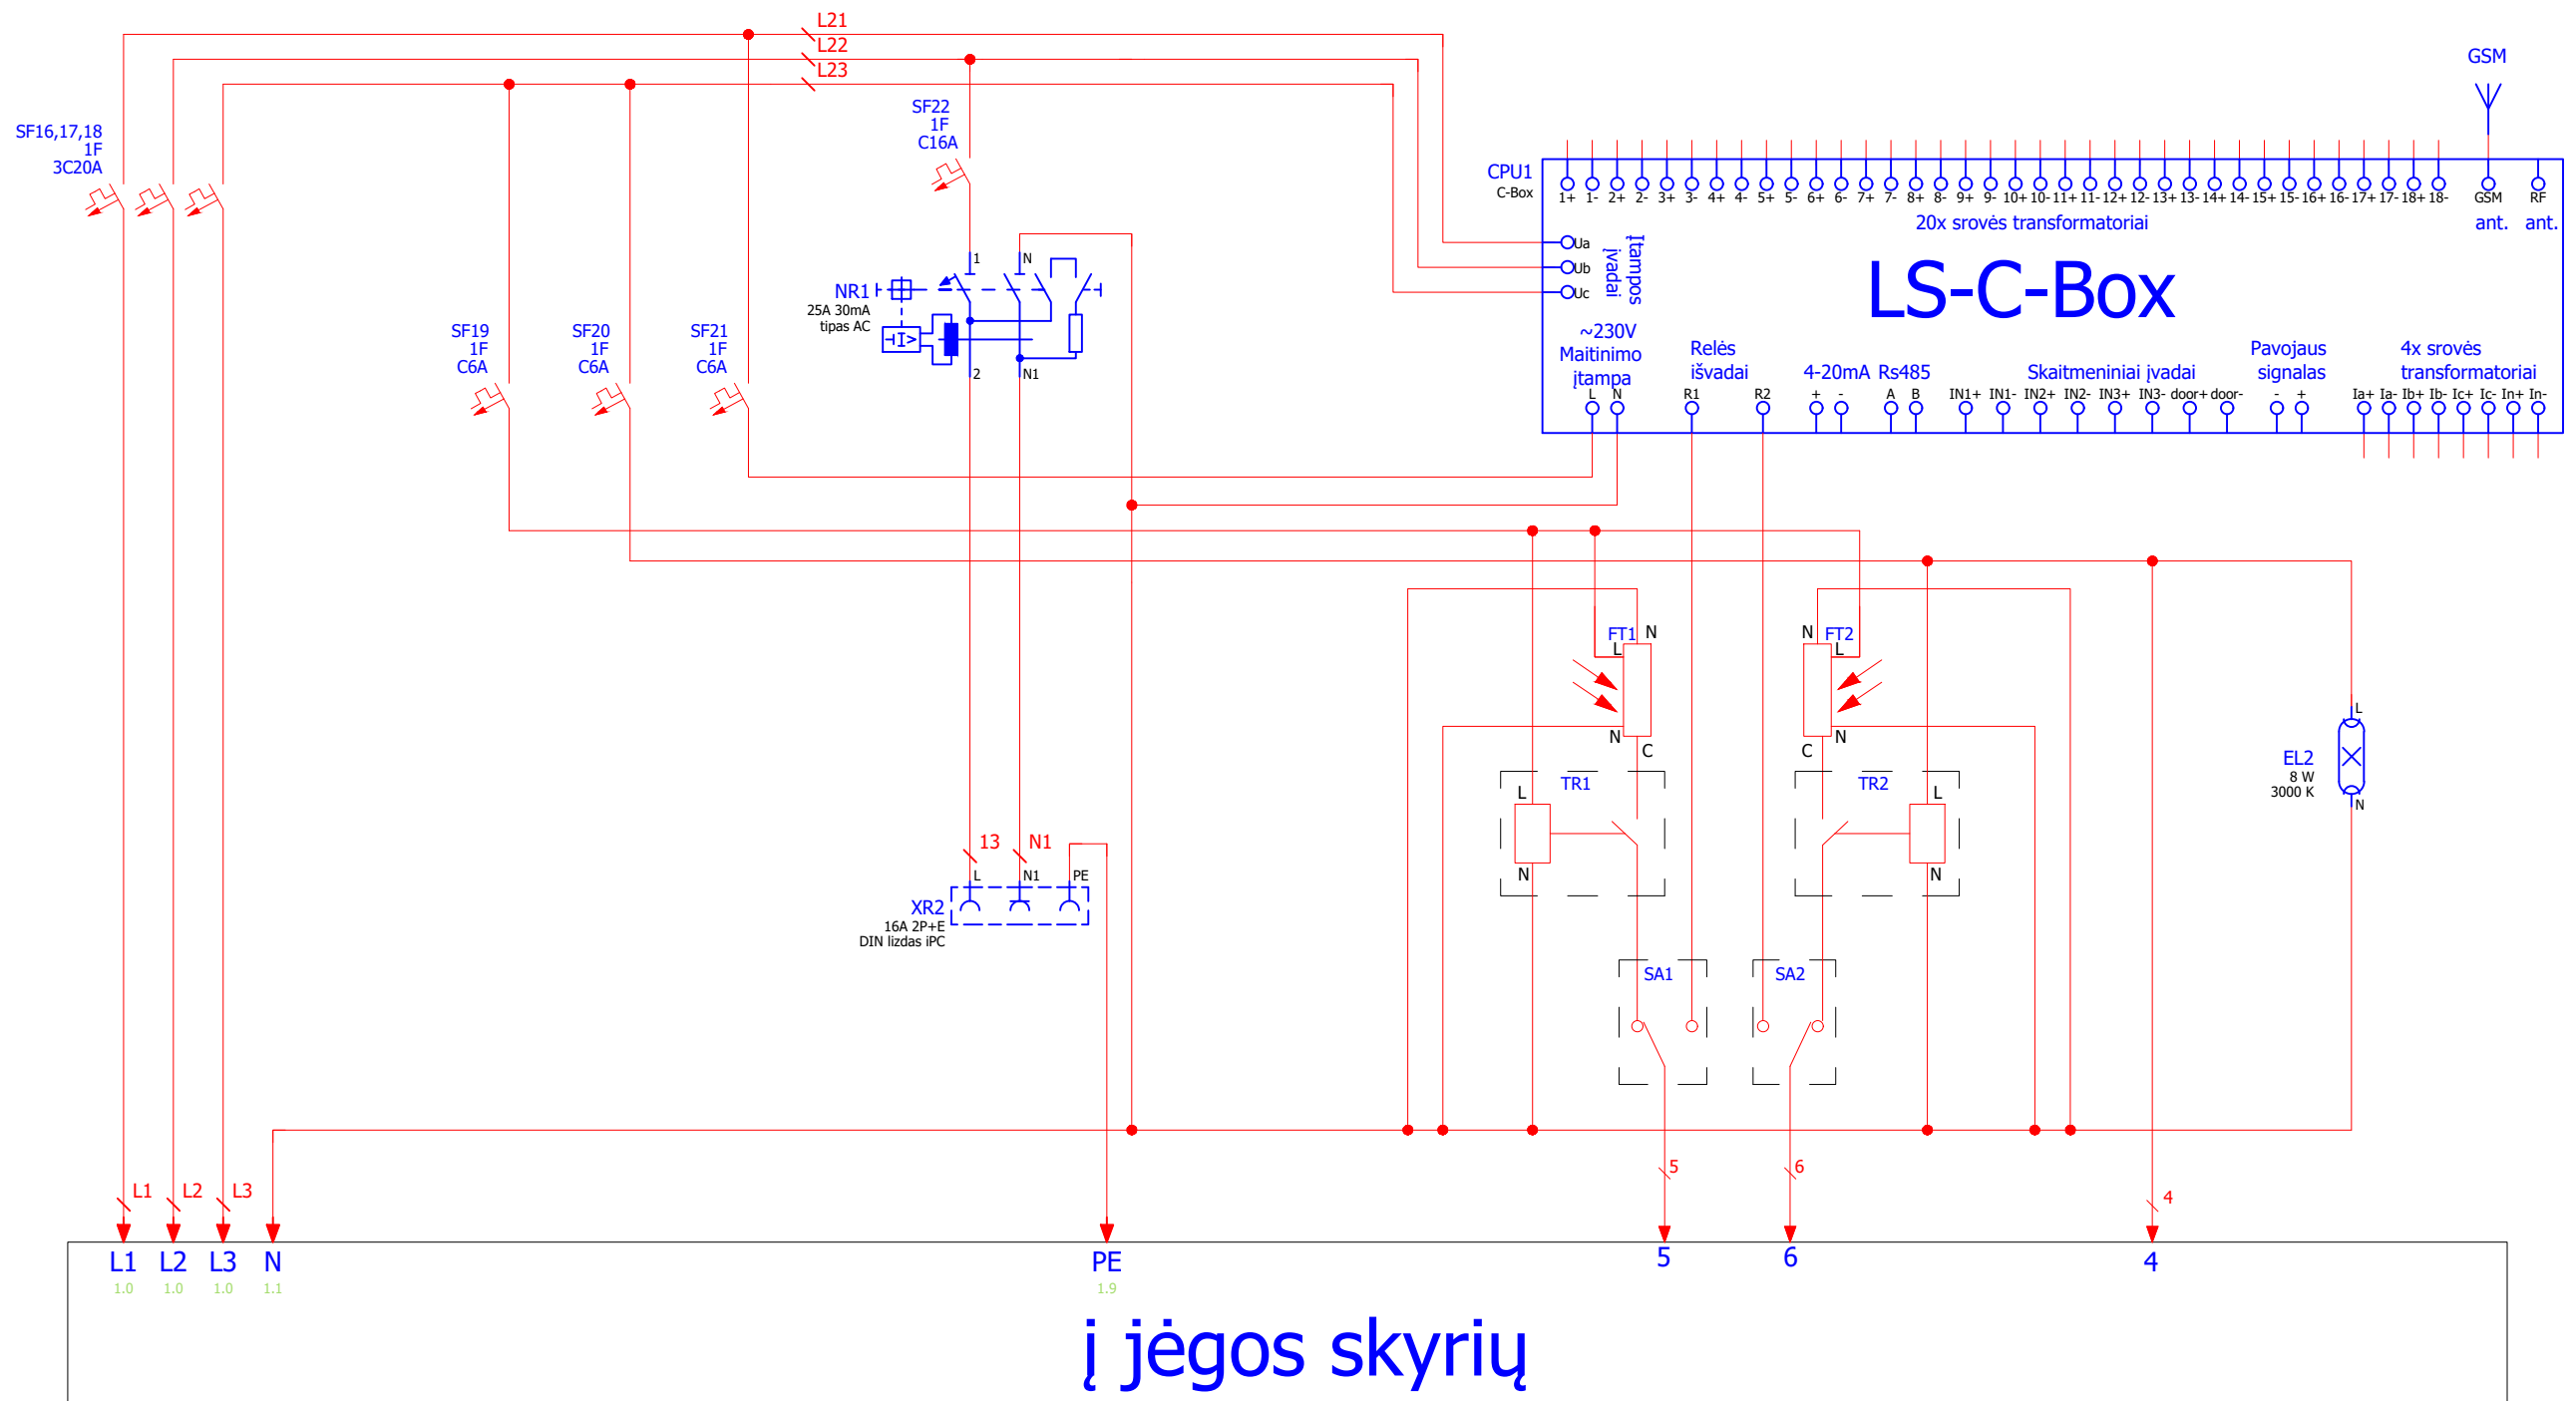 L21
L22
L23
GSM
SF16,17,18
1F
3C20A
SF22
1F
C16A
CPU1
C-Box
1+ 1- 2+ 2- 3+ 3- 4+ 4- 5+ 5- 6+ 6- 7+ 7- 8+ 8- 9+ 9- 10+ 10- 11+ 11- 12+ 12- 13+ 13- 14+ 14- 15+ 15- 16+ 16- 17+ 17- 18+ 18- GSM RF
20x srovės transformatoriai
ant. ant.
Ua
Ub
Uc
Įtampos
įvadai
LS-C-Box
1 N
NR1
25A 30mA
tipas AC
I>
2 N1
SF19
1F
C6A
SF20
1F
C6A
SF21
1F
C6A
~230V
Maitinimo
įtampa
L N
Relės
išvadai
R1 R2
4-20mA
+ -
Rs485
A B
Skaitmeniniai įvadai
IN1+ IN1- IN2+ IN2- IN3+ IN3- door+ door-
Pavojaus
signalas
- +
4x srovės
transformatoriai
Ia+ Ia- Ib+ Ib- Ic+ Ic- In+ In-
FT1 N
L
N
C
N FT2
L
N
C
TR1
L
N
TR2
L
N
L
EL2
8 W
3000 K
N
13 N1
L N1 PE
XR2
16A 2P+E
DIN lizdas iPC
SA1
SA2
5
6
4
L1 L2 L3
L1 L2 L3 N PE 5 6 4
1.0 1.0 1.0 1.1 1.9
į jėgos skyrių